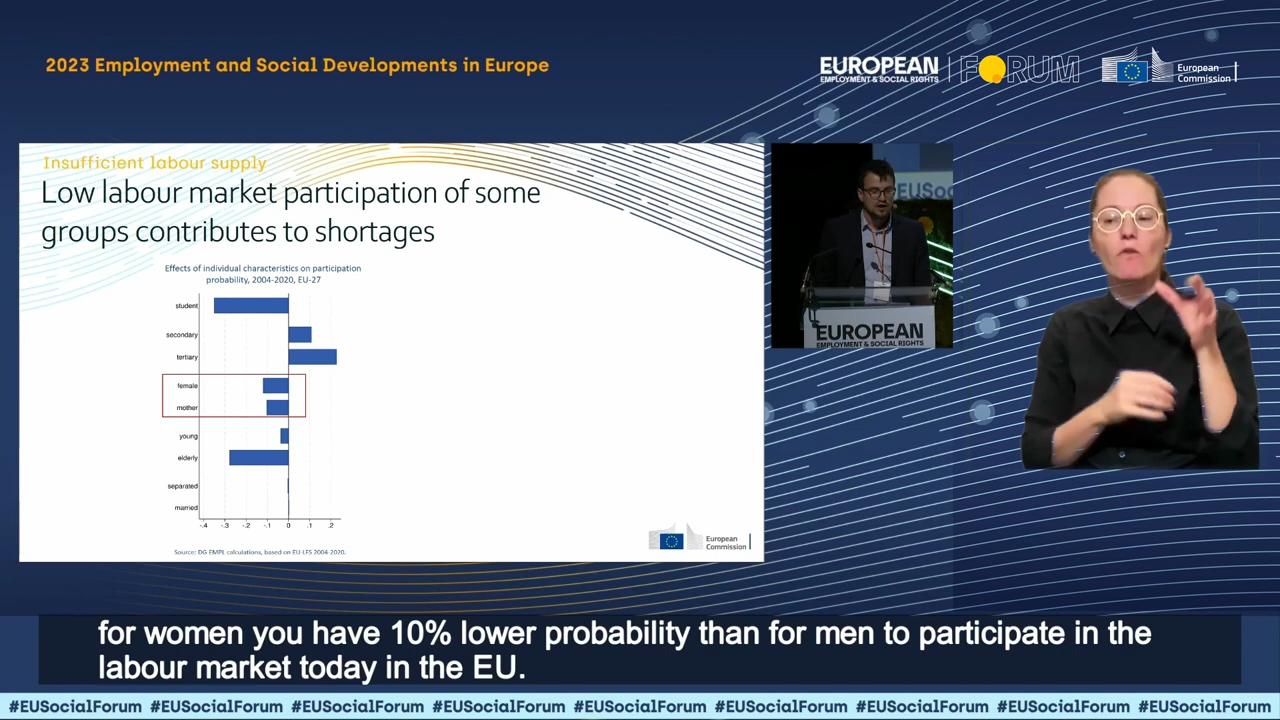 2023 Employment and Social Developments in Europe
EUROPEAN
EMPLOYMENT & SOCIAL RIGHTS
FORUM
European
Commission
Insufficient labour supply
Low labour market participation of some
groups contributes to shortages
Effects of individual characteristics on participation
probability, 2004-2020, EU-27
student
secondary
tertiary
female
mother
young
elderly
separated
married
-.4 -.3 -.2 -.1 0 .1 .2
Source: DG EMPL calculations, based on EU-LFS 2004-2020.
European
Commission
EUSoc
EUROPEAN
EMPLOYMENT & SOCIAL RIGHTS
for women you have 10% lower probability than for men to participate in the
labour market today in the EU.
#EUSocialForum #EUSocialForum #EUSocialForum #EUSocialForum #EUSocialForum #EUSocialForum #EUSocialForum #EUSocialForum #EUSocialForum